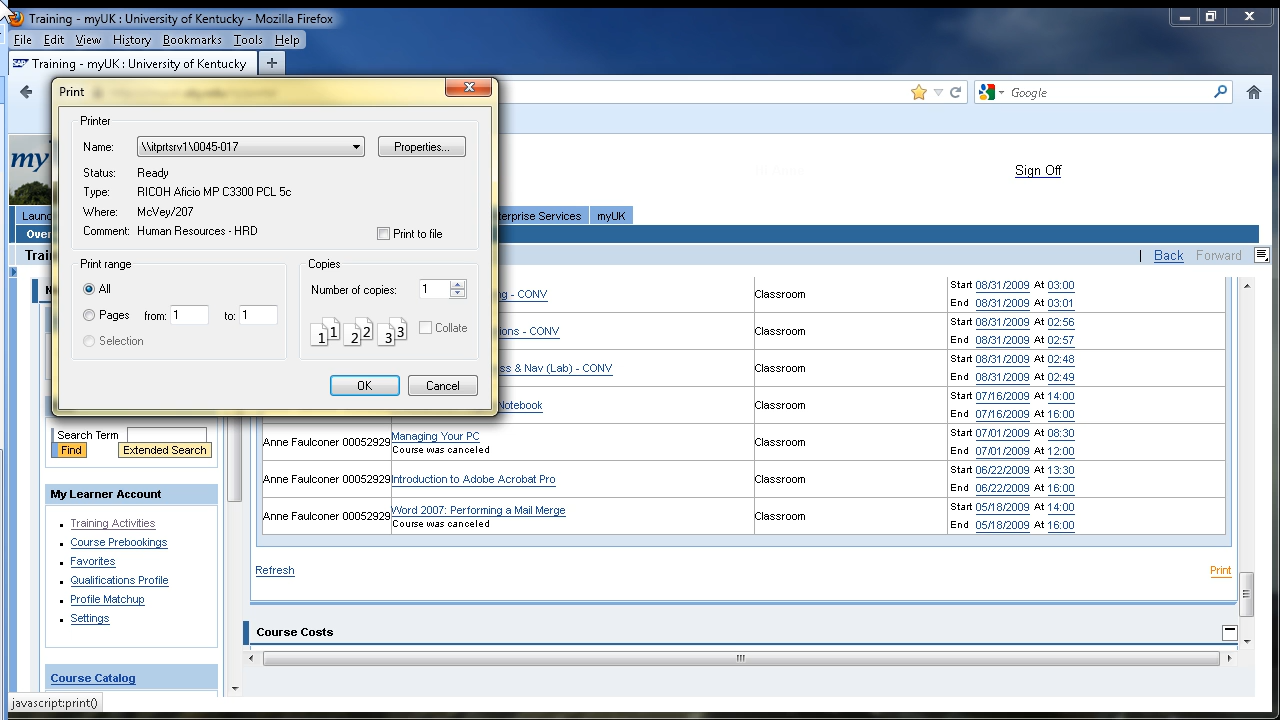 Training - myUK : University of Kentucky - Mozilla Firefox
File Edit View History Bookmarks Tools Help
Training - myUK : University of Kentucky
Google
Print
Printer
Name: \\itprtsrv1\0045-017 Properties...
Status: Ready
Type: RICOH Aficio MP C3300 PCL 5c
Where: McVey/207
Comment: Human Resources - HRD Print to file
Print range
All
Pages from: 1 to: 1
Selection
Copies
Number of copies: 1
1 1 2 2 3 3 Collate
OK Cancel
my
Sign Off
Laun
erprise Services myUK
Over
Trai
Back Forward
g - CONV Classroom Start 08/31/2009 At 03:00
End 08/31/2009 At 03:01
ions - CONV Classroom Start 08/31/2009 At 02:56
End 08/31/2009 At 02:57
ss & Nav (Lab) - CONV Classroom Start 08/31/2009 At 02:48
End 08/31/2009 At 02:49
Notebook Classroom Start 07/16/2009 At 14:00
End 07/16/2009 At 16:00
Anne Faulconer 00052929 Managing Your PC Classroom Start 07/01/2009 At 08:30
Course was canceled End 07/01/2009 At 12:00
Anne Faulconer 00052929 Introduction to Adobe Acrobat Pro Classroom Start 06/22/2009 At 13:30
End 06/22/2009 At 16:00
Anne Faulconer 00052929 Word 2007: Performing a Mail Merge Classroom Start 05/18/2009 At 14:00
Course was canceled End 05/18/2009 At 16:00
Refresh Print
Course Costs
Search Term
Find Extended Search
My Learner Account
Training Activities
Course Prebookings
Favorites
Qualifications Profile
Profile Matchup
Settings
Course Catalog
javascript:print()